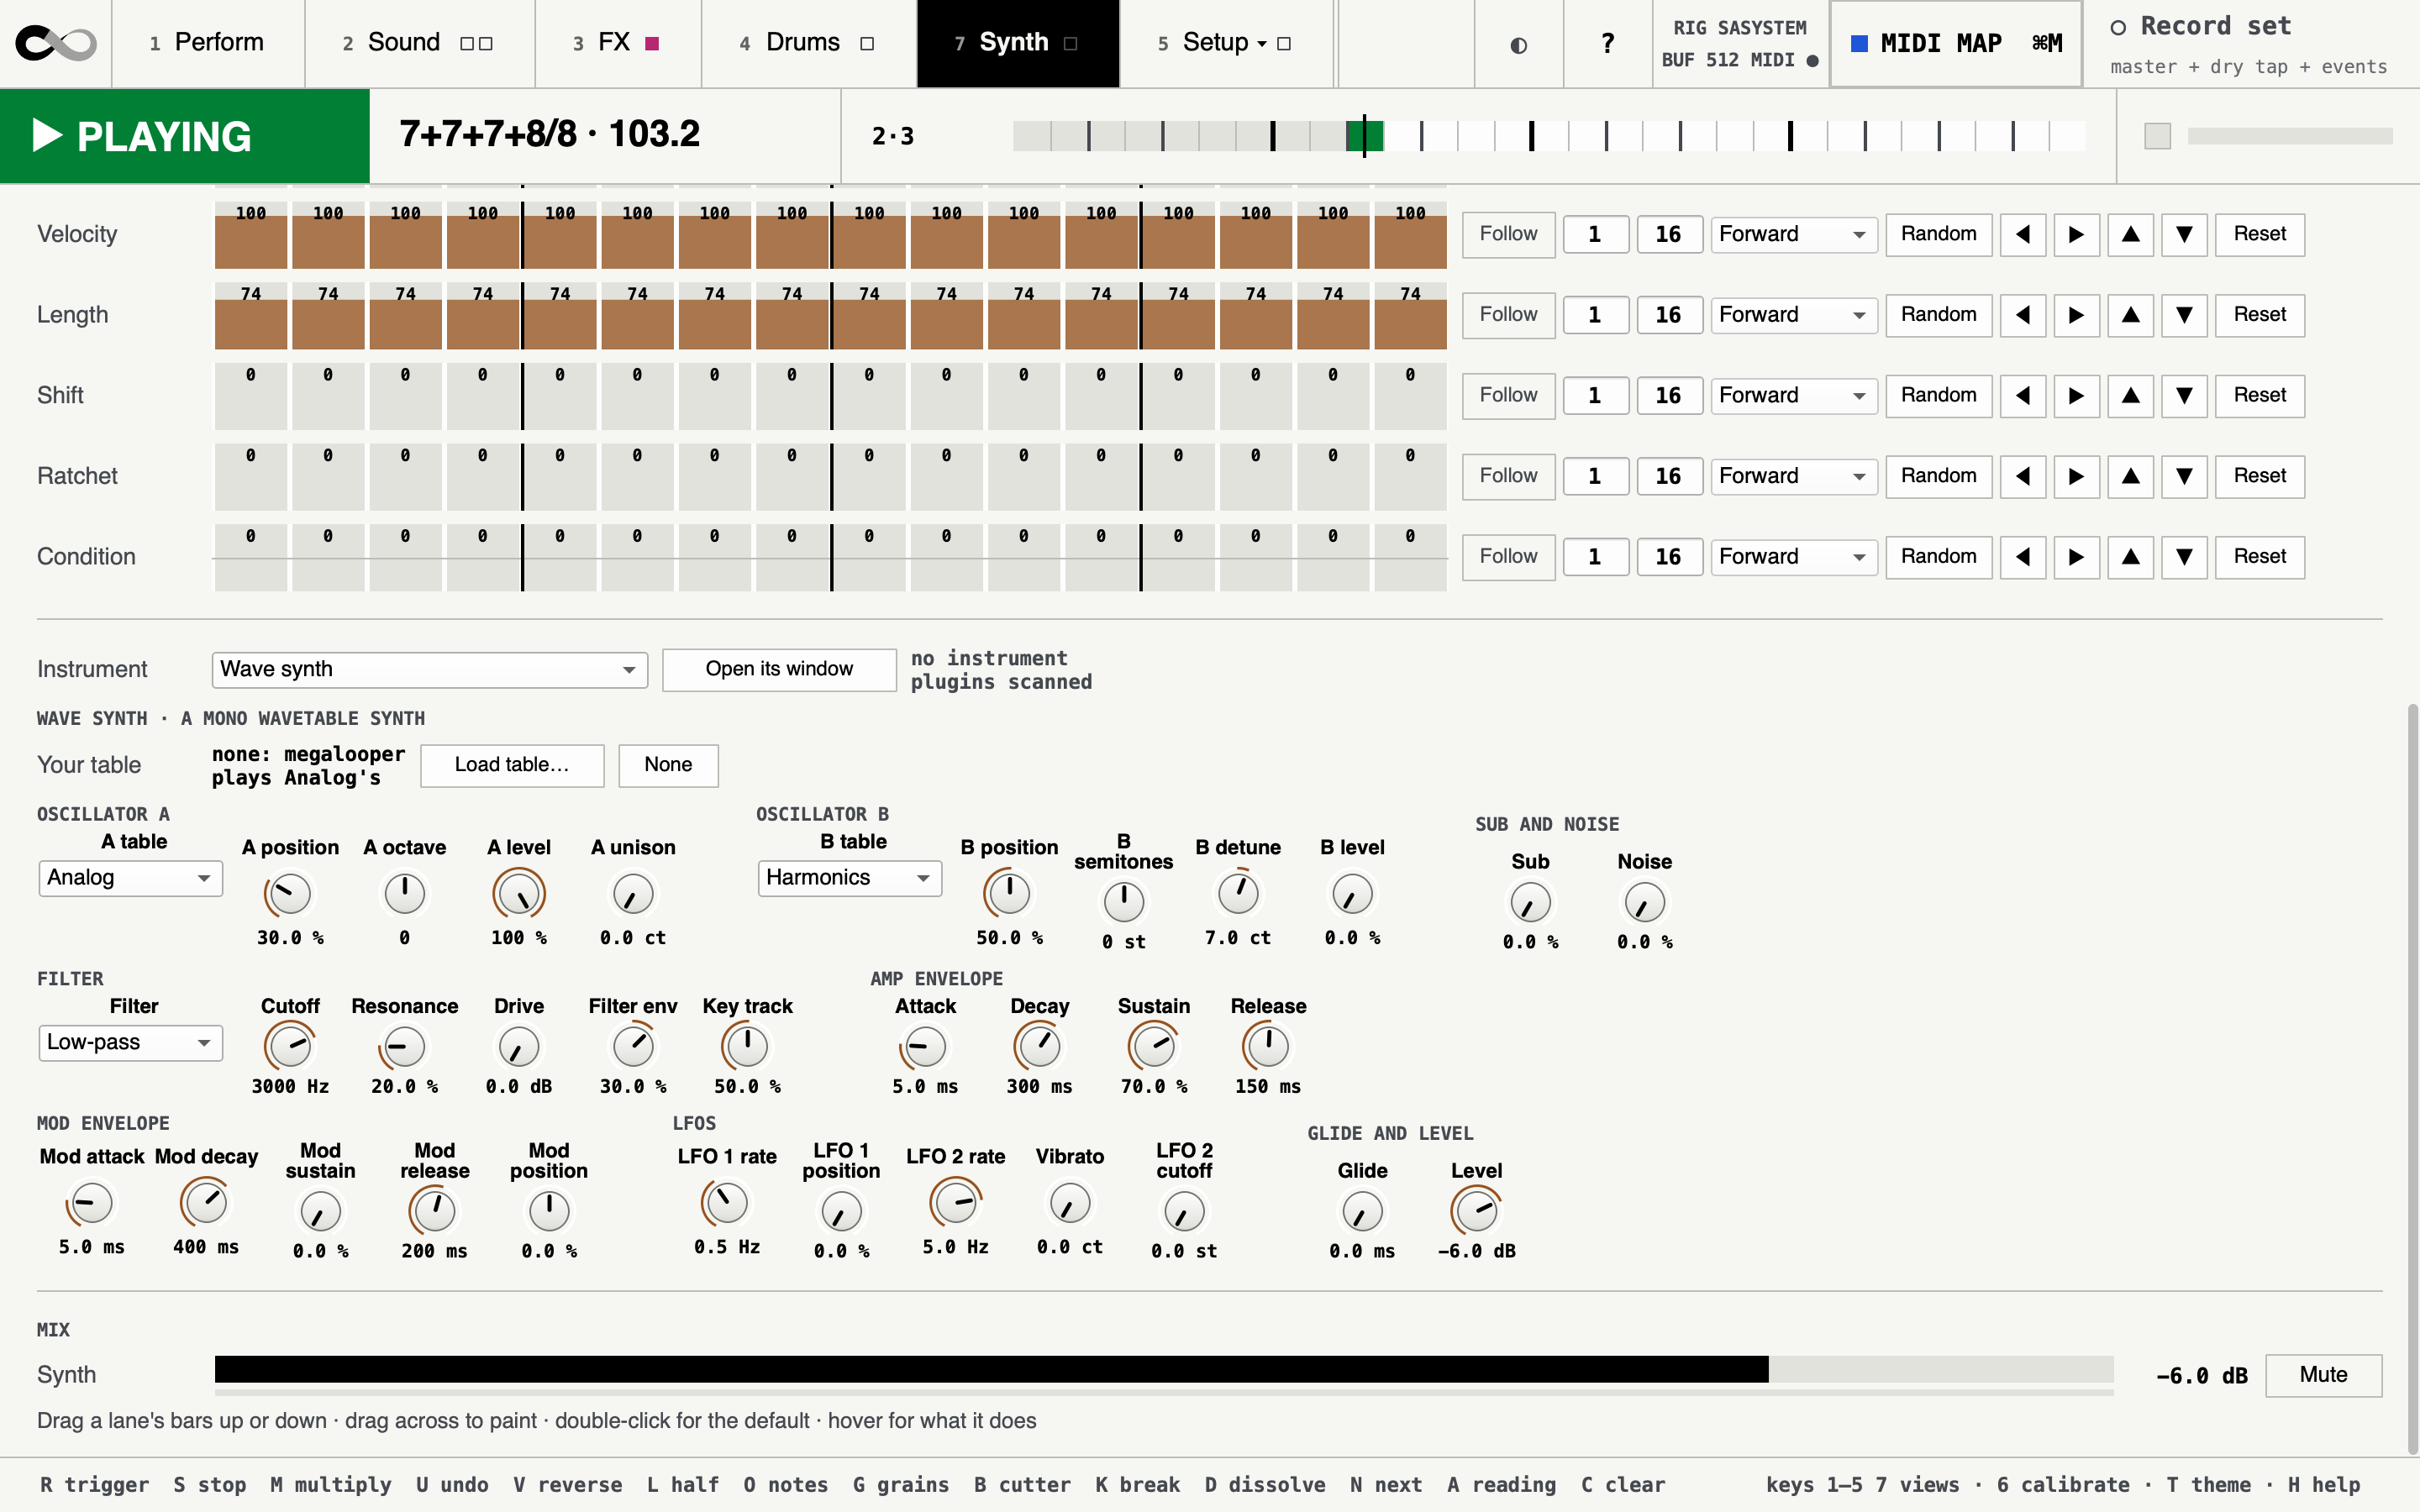 1 Perform 2 Sound 3 FX 4 Drums 7 Synth 5 Setup ? RIG SASYSTEM BUF 512 MIDI MIDI MAP ⌘M Record set
master + dry tap + events
PLAYING 7+7+7+8/8 · 103.2 2·3
Velocity 100 100 100 100 100 100 100 100 100 100 100 100 100 100 100 100 Follow 1 16 Forward Random Reset
Length 74 74 74 74 74 74 74 74 74 74 74 74 74 74 74 74 Follow 1 16 Forward Random Reset
Shift 0 0 0 0 0 0 0 0 0 0 0 0 0 0 0 0 Follow 1 16 Forward Random Reset
Ratchet 0 0 0 0 0 0 0 0 0 0 0 0 0 0 0 0 Follow 1 16 Forward Random Reset
Condition 0 0 0 0 0 0 0 0 0 0 0 0 0 0 0 0 Follow 1 16 Forward Random Reset
Instrument Wave synth Open its window no instrument
plugins scanned
WAVE SYNTH · A MONO WAVETABLE SYNTH
Your table none: megalooper
plays Analog's Load table… None
OSCILLATOR A OSCILLATOR B SUB AND NOISE
A table A position A octave A level A unison B table B position B semitones B detune B level Sub Noise
Analog Harmonics
30.0 % 0 100 % 0.0 ct 50.0 % 0 st 7.0 ct 0.0 % 0.0 % 0.0 %
FILTER AMP ENVELOPE
Filter Cutoff Resonance Drive Filter env Key track Attack Decay Sustain Release
Low-pass
3000 Hz 20.0 % 0.0 dB 30.0 % 50.0 % 5.0 ms 300 ms 70.0 % 150 ms
MOD ENVELOPE LFOS GLIDE AND LEVEL
Mod attack Mod decay Mod sustain Mod release Mod position LFO 1 rate LFO 1 position LFO 2 rate Vibrato LFO 2 cutoff Glide Level
5.0 ms 400 ms 0.0 % 200 ms 0.0 % 0.5 Hz 0.0 % 5.0 Hz 0.0 ct 0.0 st 0.0 ms −6.0 dB
MIX
Synth −6.0 dB Mute
Drag a lane's bars up or down · drag across to paint · double-click for the default · hover for what it does
R trigger S stop M multiply U undo V reverse L half O notes G grains B cutter K break D dissolve N next A reading C clear keys 1–5 7 views · 6 calibrate · T theme · H help